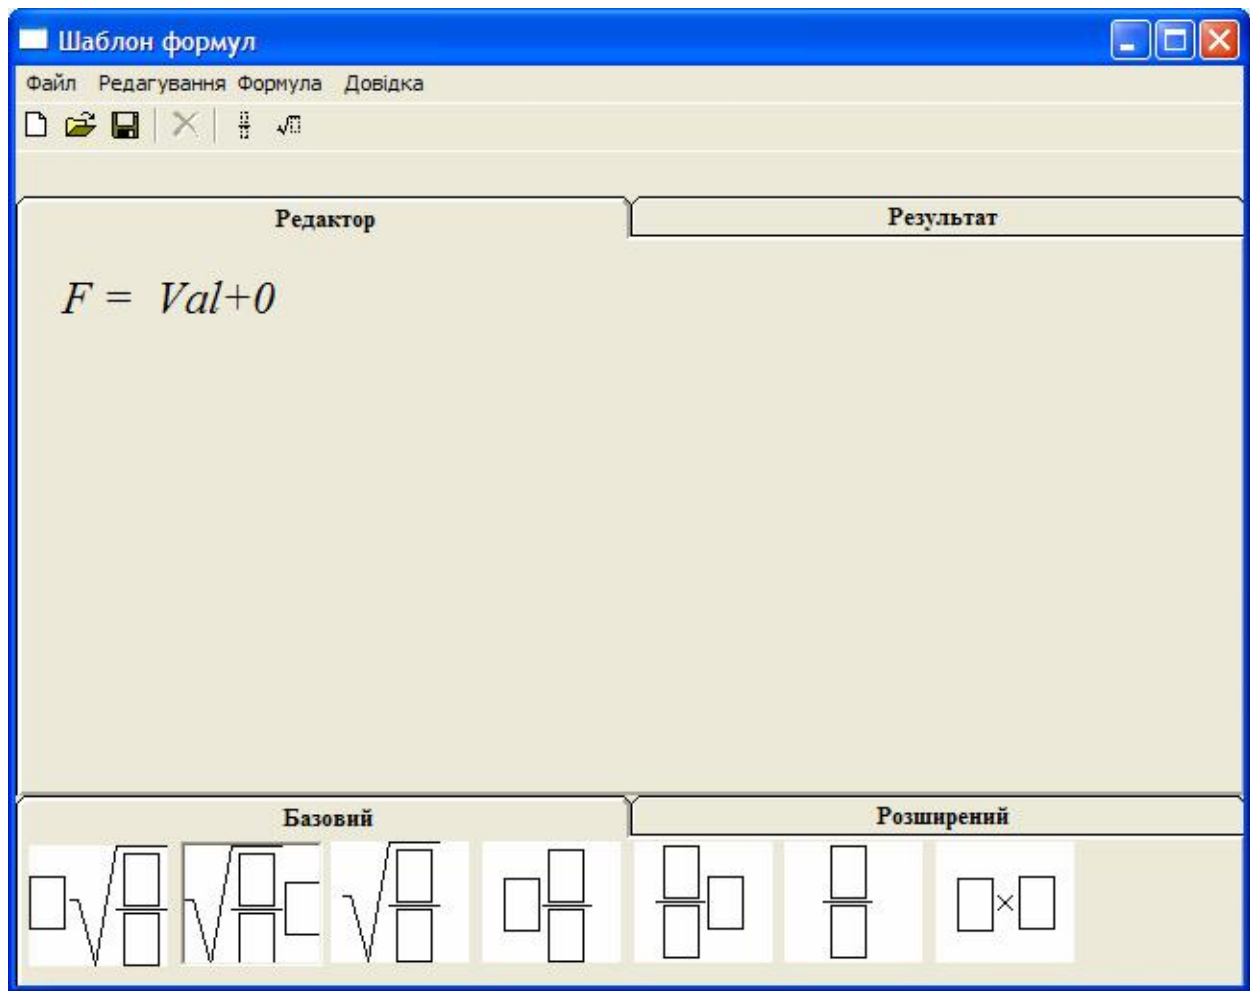 Шаблон формул
Файл Редагування Формула Довідка
Редактор Результат
F = Val+0
Базовий Розширений